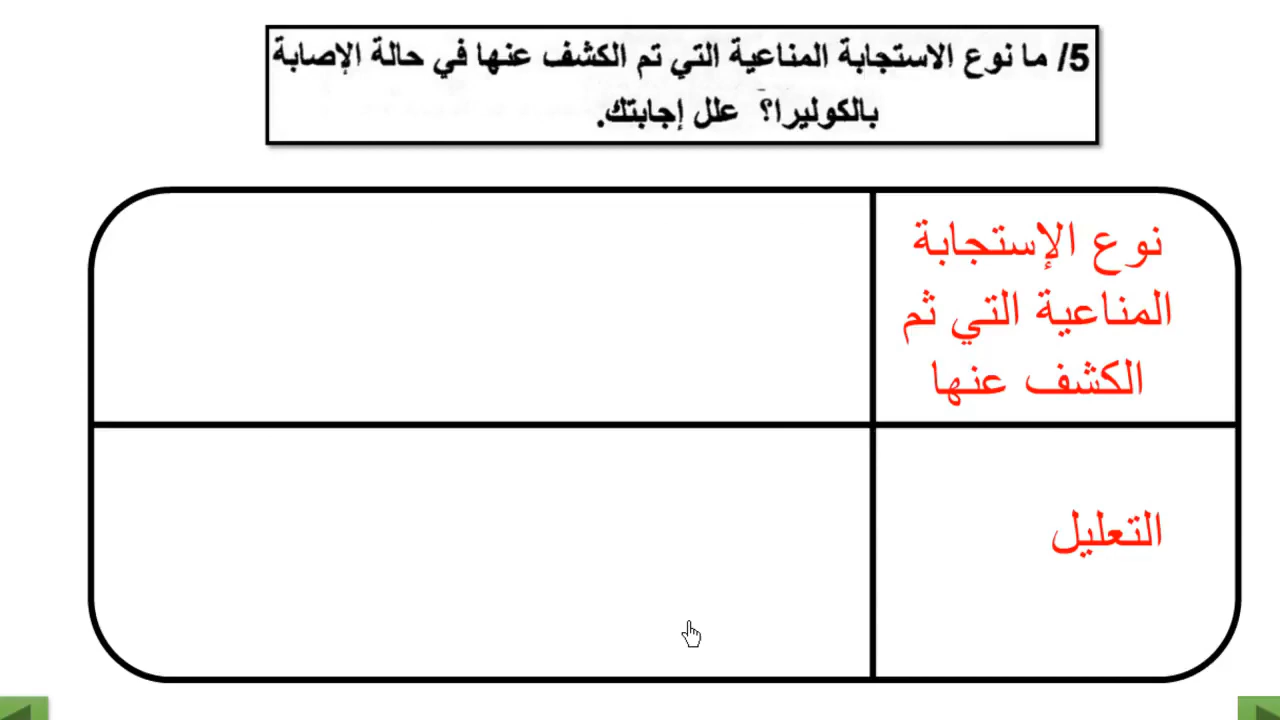 5/ ما نوع الاستجابة المناعية التي تم الكشف عنها في حالة الإصابة
بالكوليرا؟ علل إجابتك.
نوع الإستجابة
المناعية التي ثم
الكشف عنها
التعليل